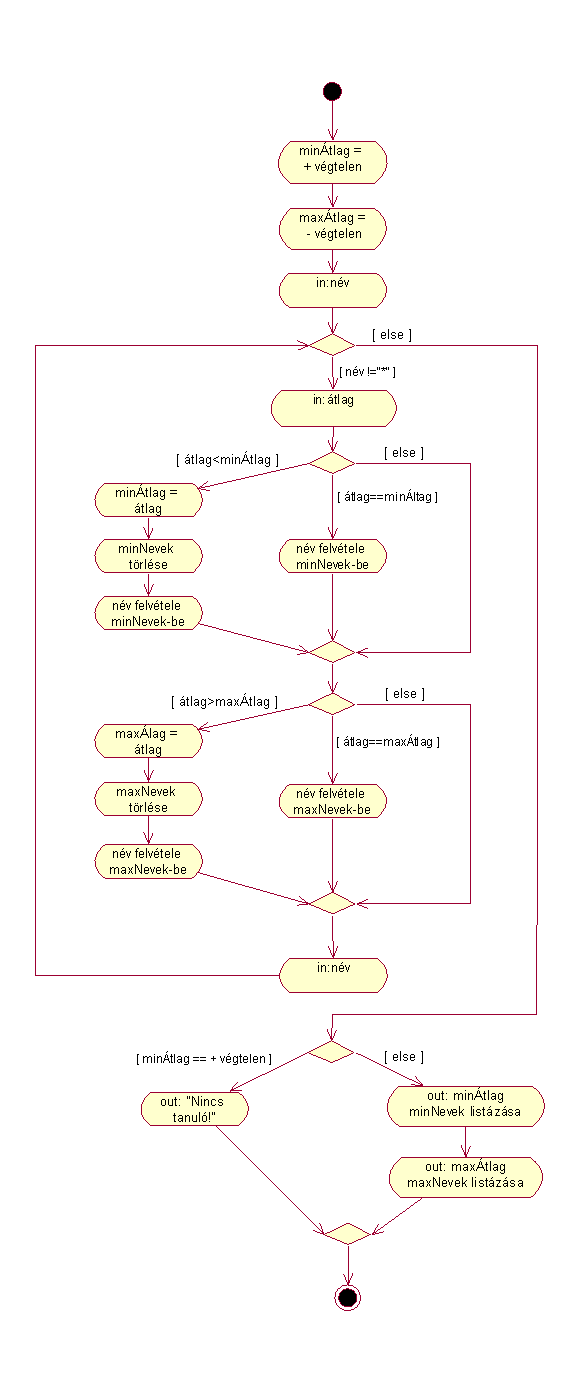 minÁtlag =
+ végtelen
maxÁtlag =
- végtelen
in:név
[ else ]
[ név !="*" ]
in:átlag
[ átlag<minÁtlag ]
[ else ]
minÁtlag =
átlag
[ átlag==minÁltag ]
minNevek
törlése
név felvétele
minNevek-be
név felvétele
minNevek-be
[ átlag>maxÁtlag ]
[ else ]
maxÁlag =
átlag
[ átlag==maxÁtlag ]
maxNevek
törlése
név felvétele
maxNevek-be
név felvétele
maxNevek-be
in:név
[ minÁtlag == + végtelen ]
[ else ]
out: "Nincs
tanuló!"
out: minÁtlag
minNevek listázása
out: maxÁtlag
maxNevek listázása